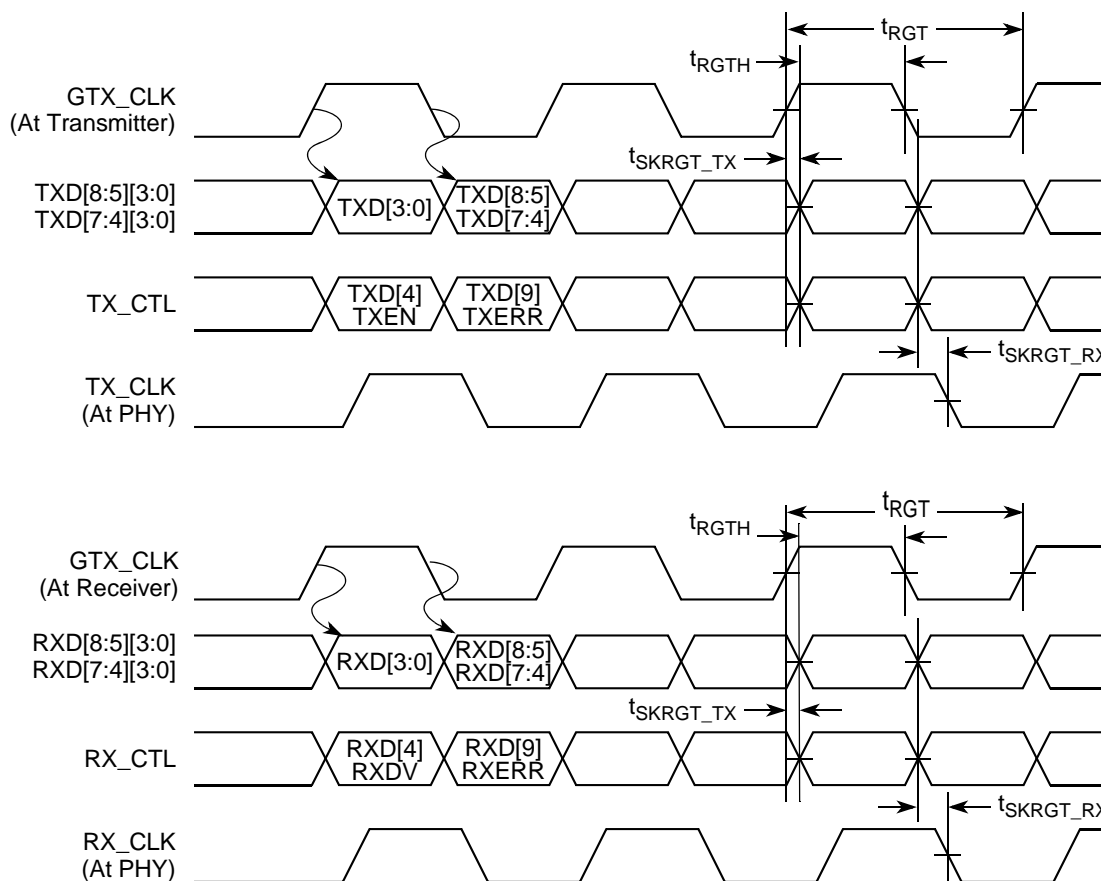 tRGT
tRGTH
GTX_CLK
(At Transmitter)
tSKRGT_TX
TXD[8:5][3:0]
TXD[7:4][3:0]
TXD[3:0]
TXD[8:5]
TXD[7:4]
TX_CTL
TXD[4]
TXEN
TXD[9]
TXERR
tSKRGT_RX
TX_CLK
(At PHY)
tRGT
tRGTH
GTX_CLK
(At Receiver)
RXD[8:5][3:0]
RXD[7:4][3:0]
RXD[3:0]
RXD[8:5]
RXD[7:4]
tSKRGT_TX
RX_CTL
RXD[4]
RXDV
RXD[9]
RXERR
tSKRGT_RX
RX_CLK
(At PHY)